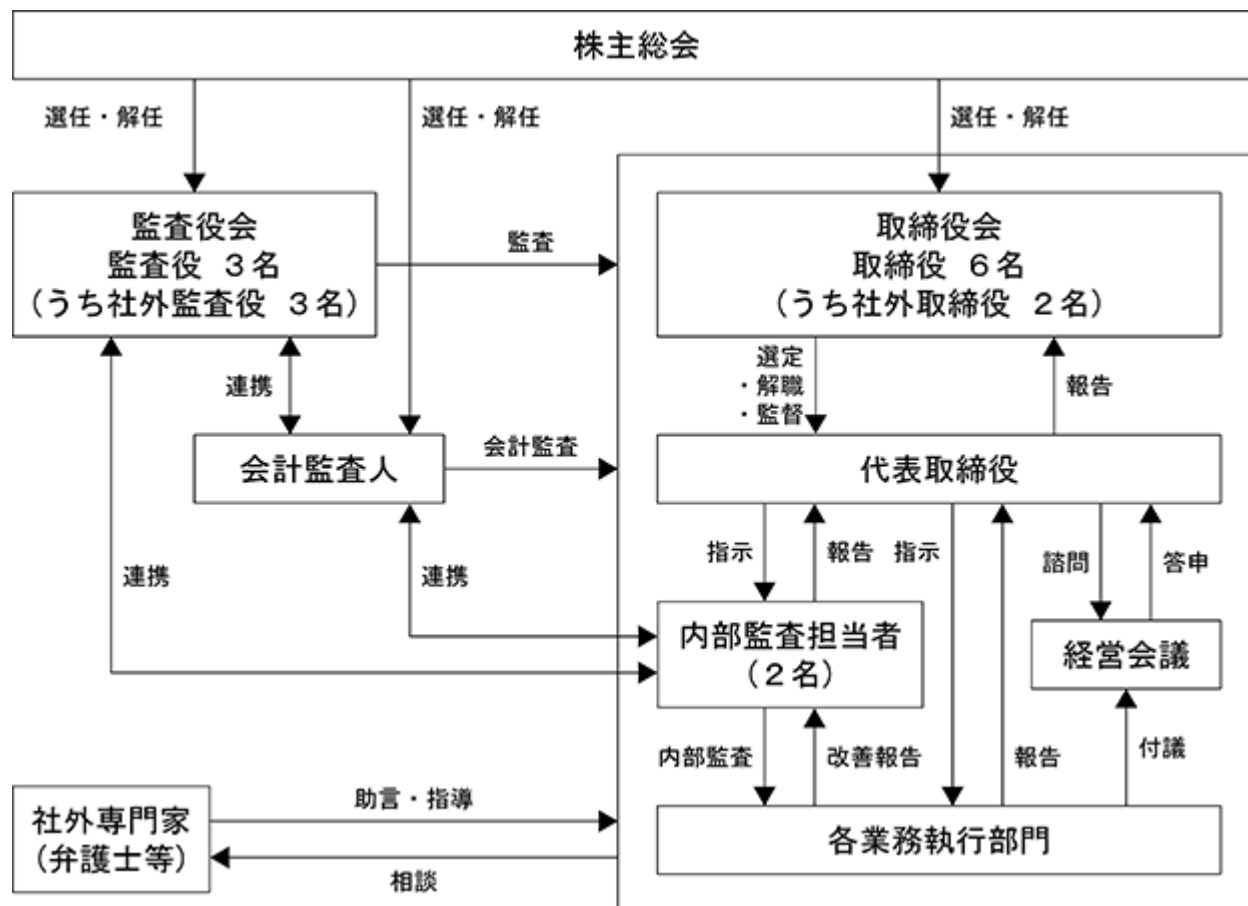 株主総会
選任・解任
選任・解任
選任・解任
監査役会
監査役 3名
(うち社外監査役 3名)
監査
取締役会
取締役 6名
(うち社外取締役 2名)
連携
選定
・解職
・監督
報告
会計監査人
会計監査
代表取締役
連携
連携
指示
報告
指示
諮問
答申
内部監査担当者
(2名)
経営会議
内部監査
改善報告
報告
付議
社外専門家
(弁護士等)
助言・指導
相談
各業務執行部門